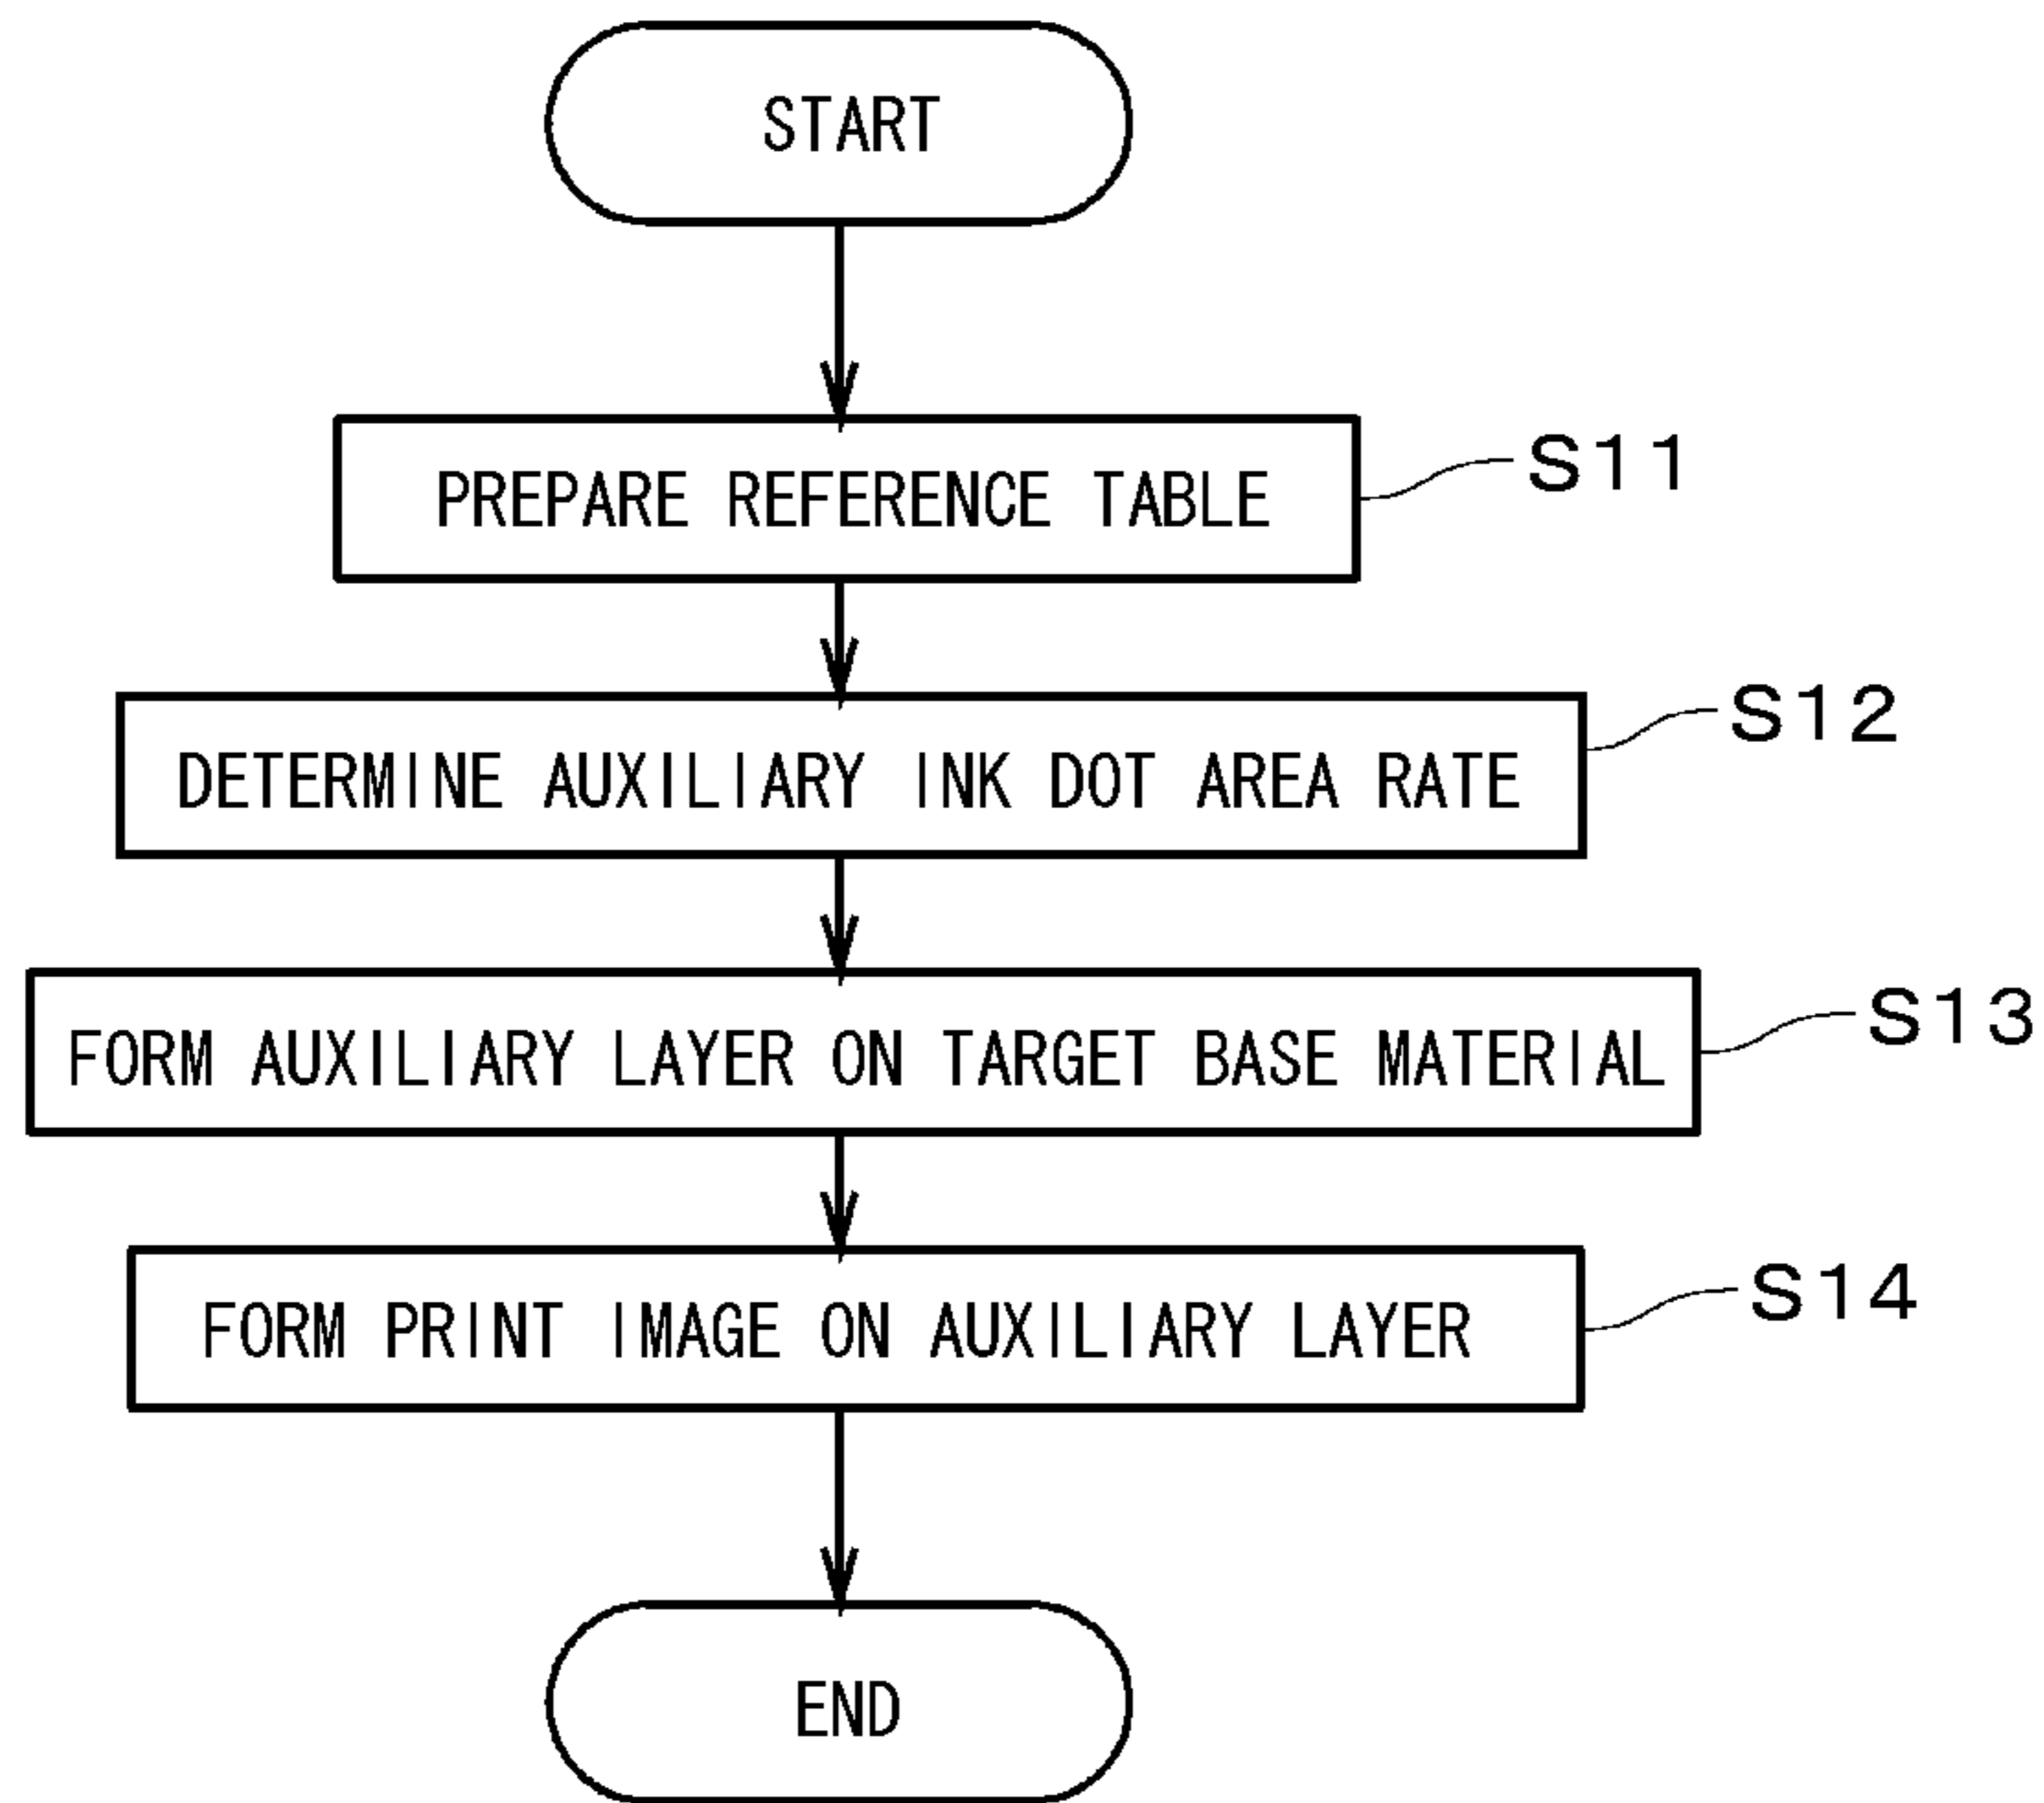 START
PREPARE REFERENCE TABLE
S11
DETERMINE AUXILIARY INK DOT AREA RATE
S12
FORM AUXILIARY LAYER ON TARGET BASE MATERIAL
S13
FORM PRINT IMAGE ON AUXILIARY LAYER
S14
END